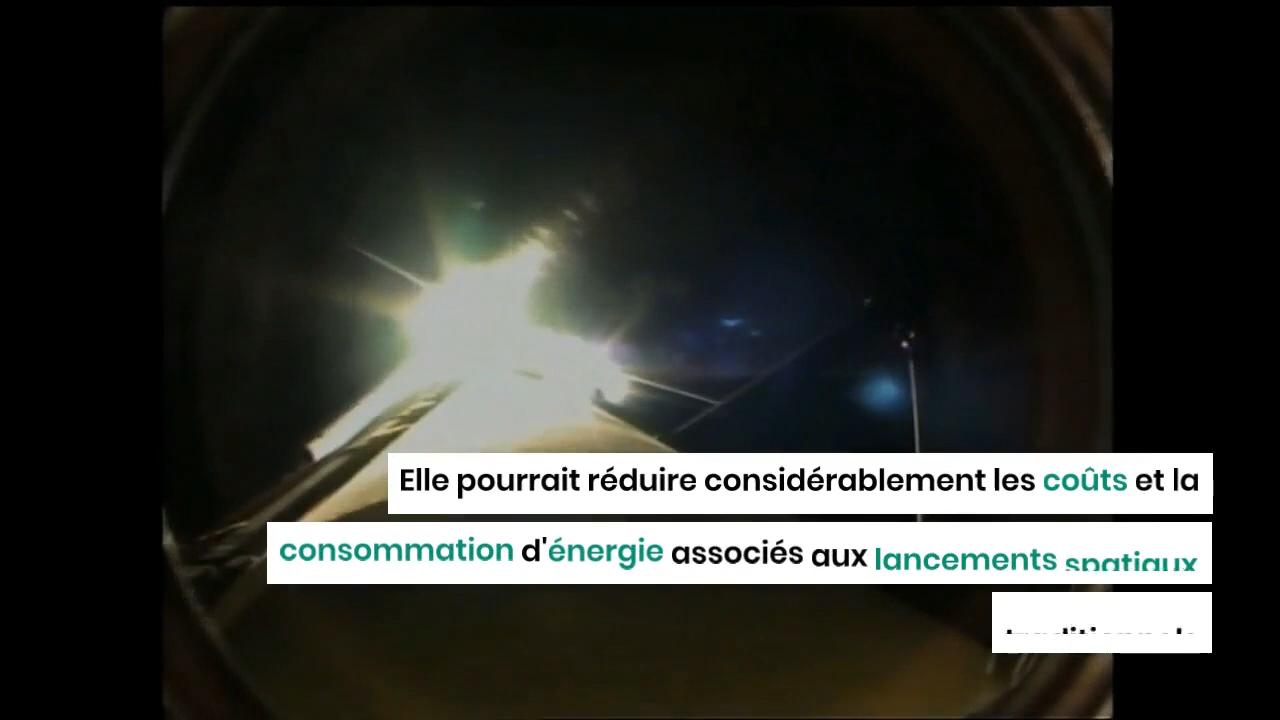 Elle pourrait réduire considérablement les coûts et la
consommation d'énergie associés aux lancements spatiaux